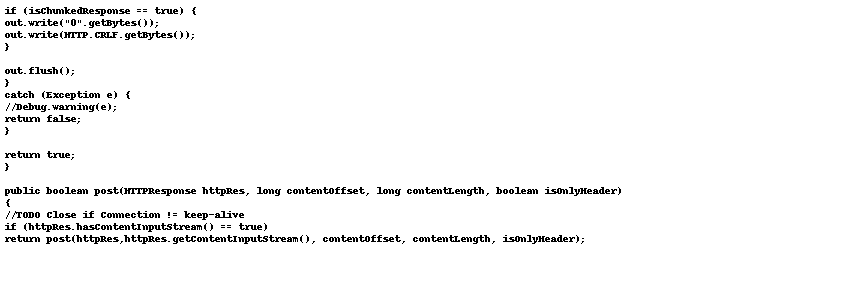 if (isChunkedResponse == true) {
out.write("0".getBytes());
out.write(HTTP.CRLF.getBytes());
}
out.flush();
}
catch (Exception e) {
//Debug.warning(e);
return false;
}
return true;
}
public boolean post(HTTPResponse httpRes, long contentOffset, long contentLength, boolean isOnlyHeader)
{
//TODO Close if Connection != keep-alive
if (httpRes.hasContentInputStream() == true)
return post(httpRes,httpRes.getContentInputStream(), contentOffset, contentLength, isOnlyHeader);